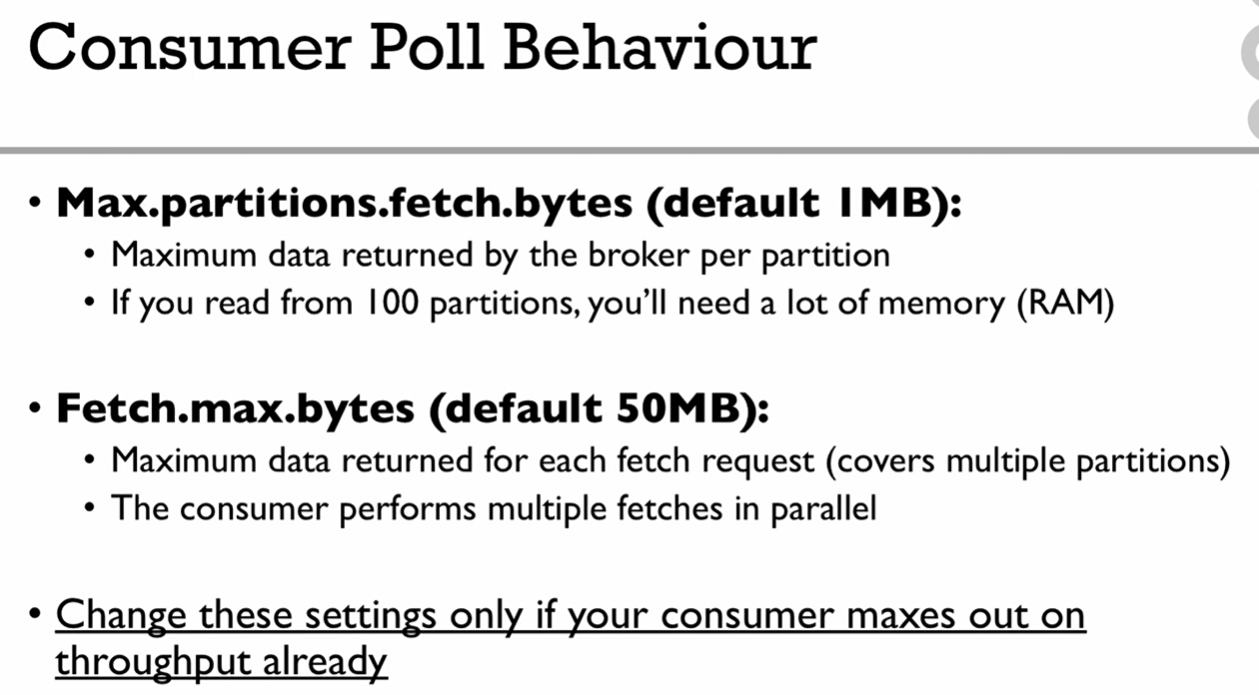 Consumer Poll Behaviour
• Max.partitions.fetch.bytes (default 1MB):
• Maximum data returned by the broker per partition
• If you read from 100 partitions, you’ll need a lot of memory (RAM)
• Fetch.max.bytes (default 50MB):
• Maximum data returned for each fetch request (covers multiple partitions)
• The consumer performs multiple fetches in parallel
• Change these settings only if your consumer maxes out on
throughput already